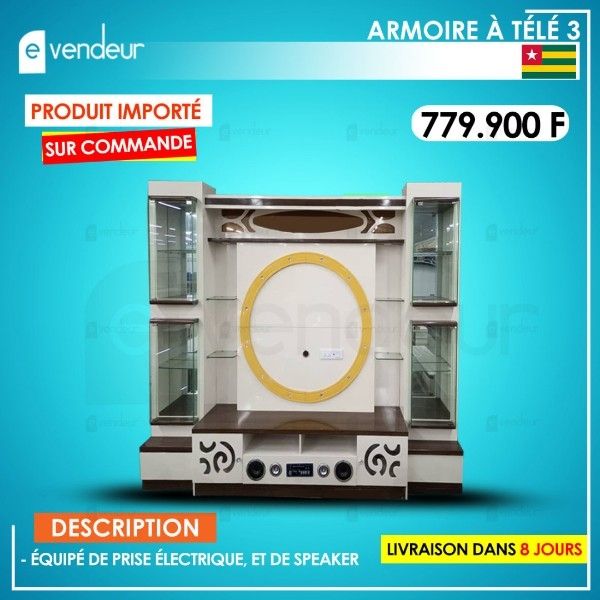 e vendeur
ARMOIRE À TÉLÉ 3
PRODUIT IMPORTÉ
SUR COMMANDE
779.900 F
DESCRIPTION
- ÉQUIPÉ DE PRISE ÉLECTRIQUE, ET DE SPEAKER
LIVRAISON DANS 8 JOURS